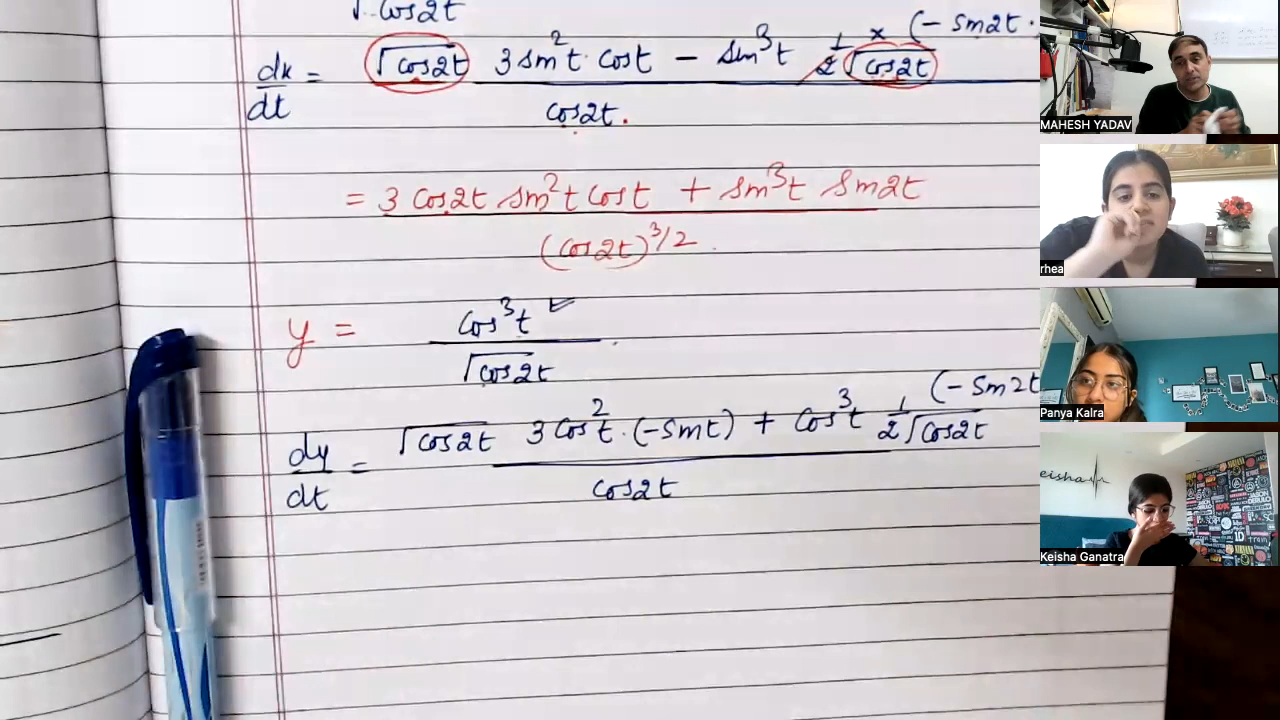 √cos2t
dx/dt = √cos2t 3sin²t·cost − sin³t 1/2√cos2t × (−sin2t·
cos2t.
= 3cos2t sin²t cost + sin³t sin2t
(cos2t)^3/2.
y = cos³t
√cos2t
dy/dt = √cos2t 3cos²t·(−sint) + cos³t 1/2√cos2t (−sin2t
cos2t
MAHESH YADAV
rhea
Panya Kalra
eisha
Keisha Ganatra